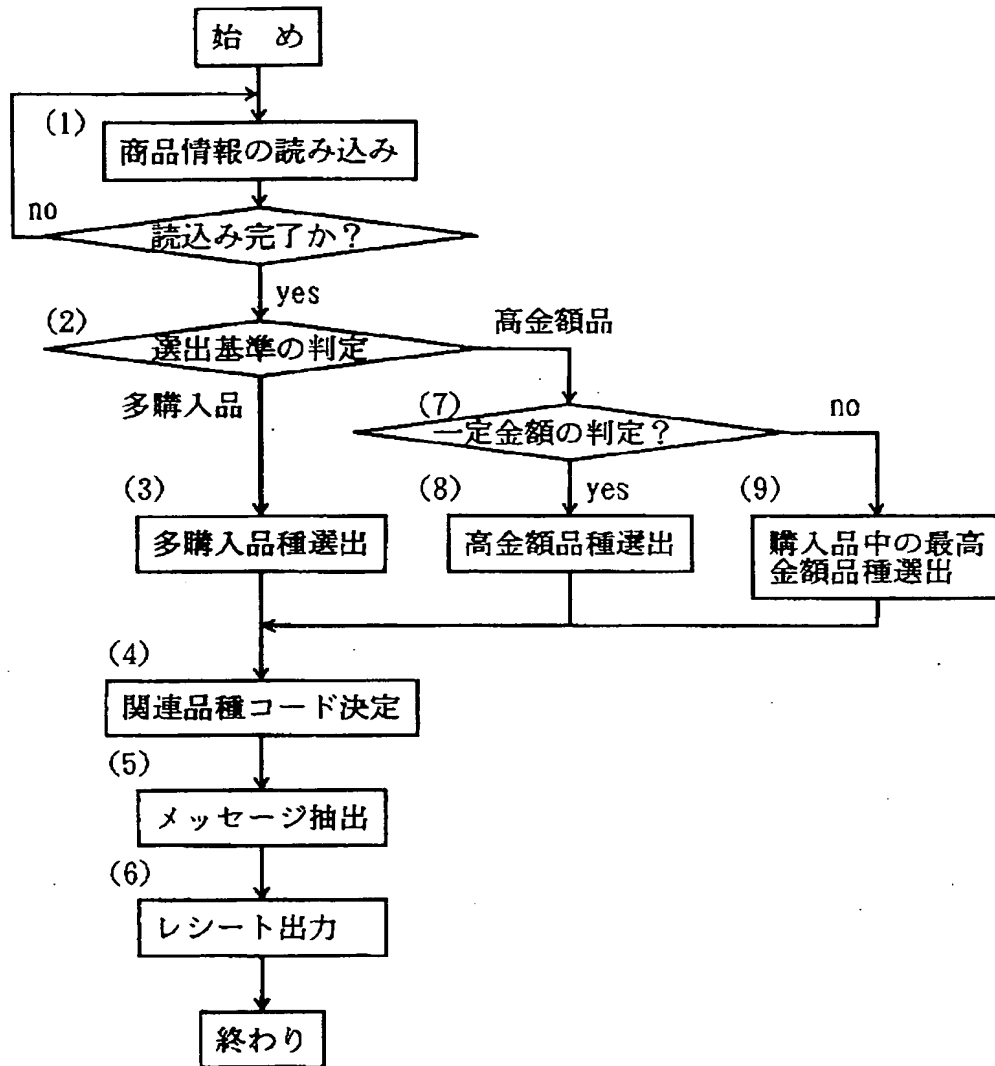 始 め
(1)
商品情報の読み込み
no
読込み完了か？
yes
(2)
選出基準の判定
高金額品
多購入品
(7)
一定金額の判定？
no
(3)
多購入品種選出
(8)
yes
高金額品種選出
(9)
購入品中の最高
金額品種選出
(4)
関連品種コード決定
(5)
メッセージ抽出
(6)
レシート出力
終わり